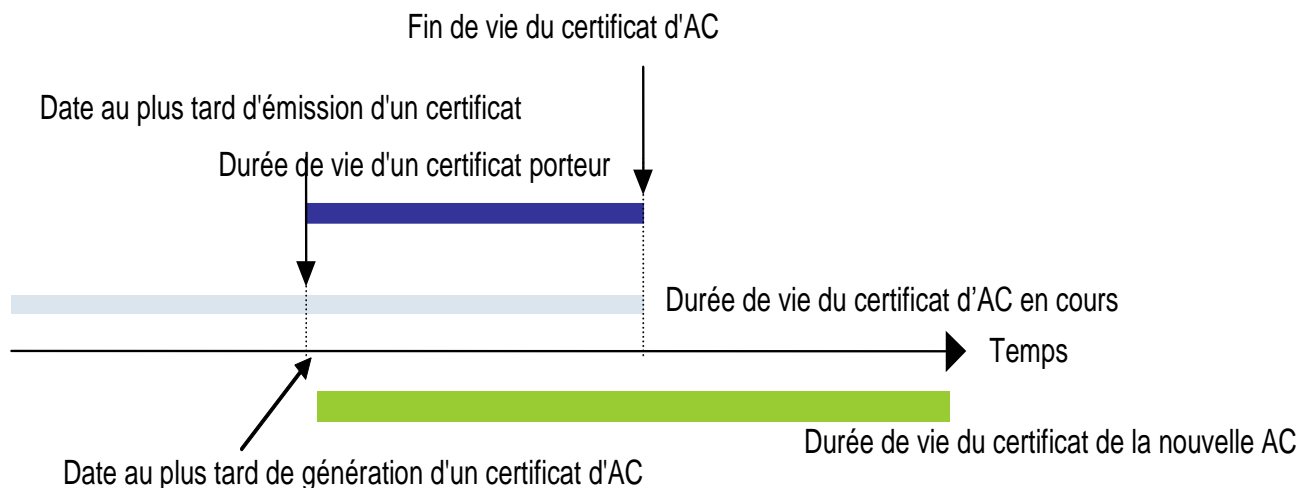 Fin de vie du certificat d'AC
Date au plus tard d'émission d'un certificat
Durée de vie d'un certificat porteur
Durée de vie du certificat d’AC en cours
Temps
Durée de vie du certificat de la nouvelle AC
Date au plus tard de génération d'un certificat d'AC